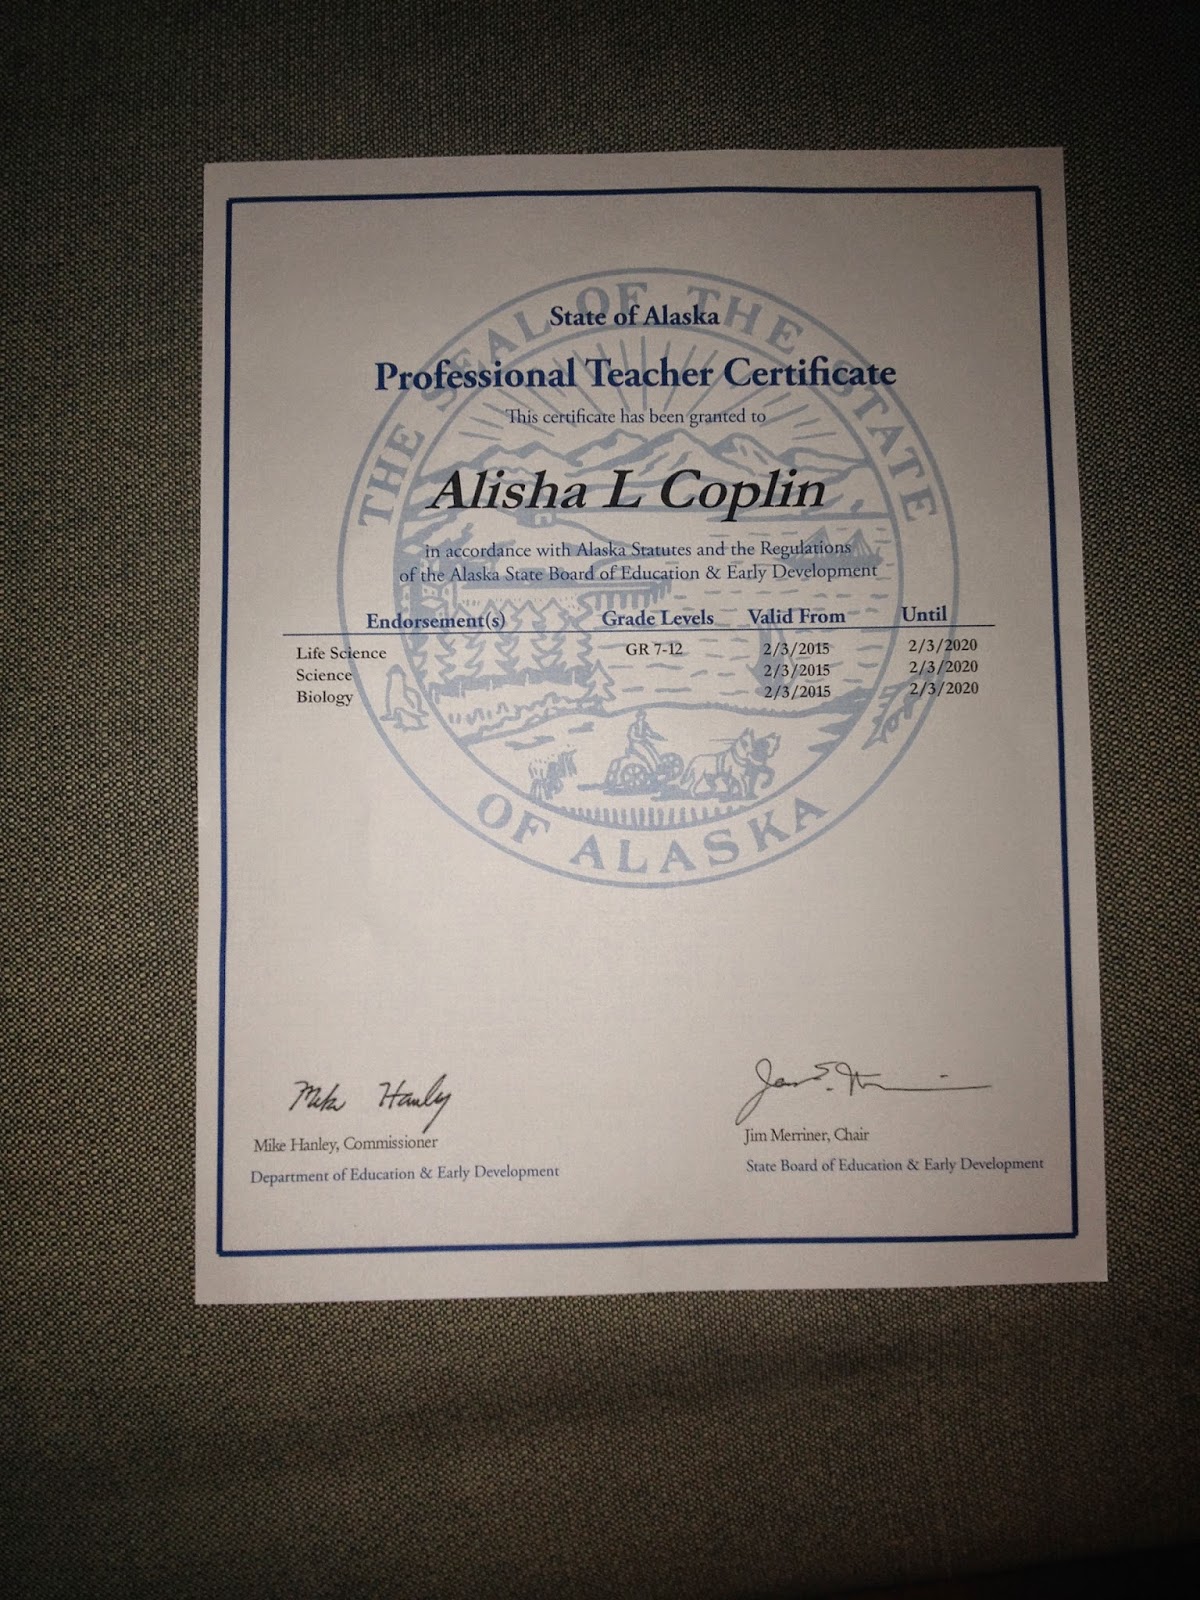 THE SEAL OF THE STATE
OF ALASKA
State of Alaska
Professional Teacher Certificate
This certificate has been granted to
Alisha L Coplin
in accordance with Alaska Statutes and the Regulations
of the Alaska State Board of Education & Early Development
Endorsement(s) Grade Levels Valid From Until
Life Science GR 7-12 2/3/2015 2/3/2020
Science 2/3/2015 2/3/2020
Biology 2/3/2015 2/3/2020
Mike Hanley
Mike Hanley, Commissioner
Department of Education & Early Development
Jim Merriner, Chair
State Board of Education & Early Development